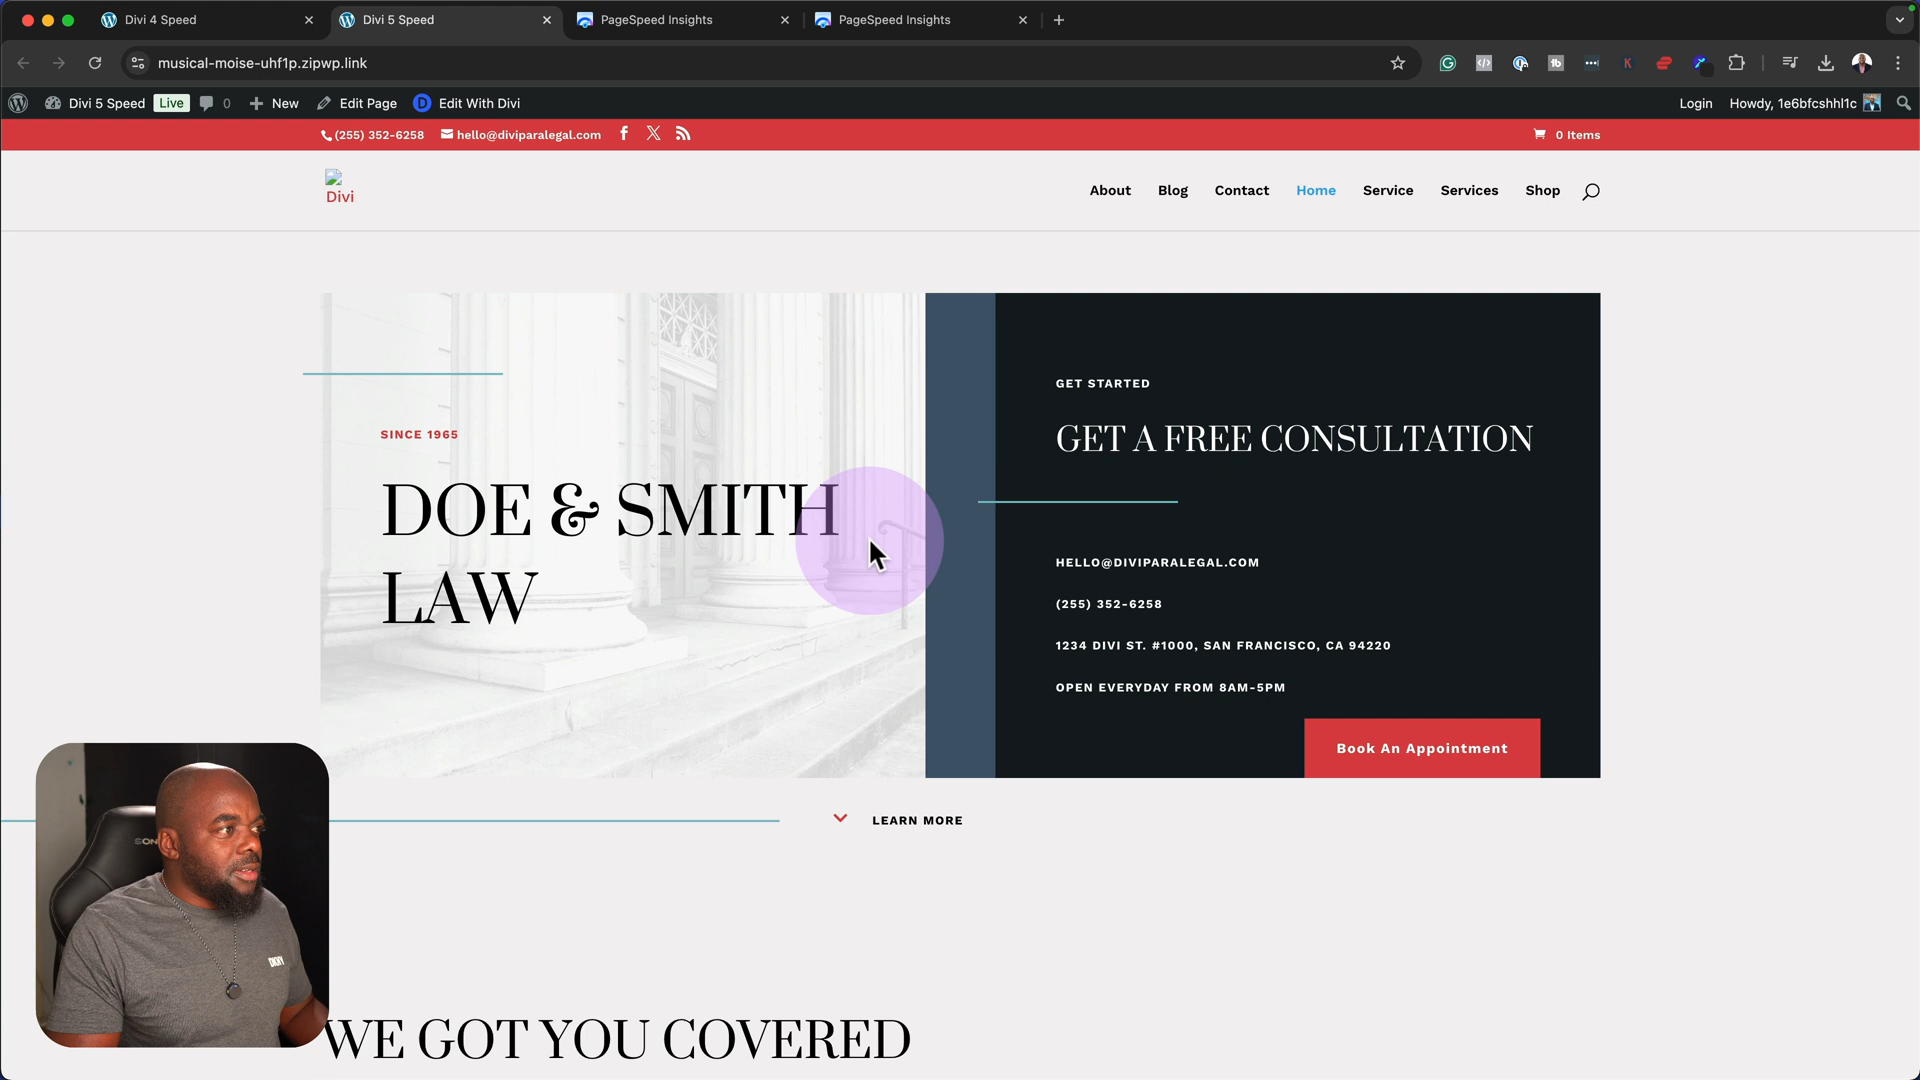 Divi 4 Speed
Divi 5 Speed
PageSpeed Insights
PageSpeed Insights
musical-moise-uhf1p.zipwp.link
Divi 5 Speed Live 0 New Edit Page Edit With Divi
Login Howdy, 1e6bfcshhl1c
(255) 352-6258 hello@diviparalegal.com
0 Items
Divi
About Blog Contact Home Service Services Shop
SINCE 1965
DOE & SMITH
LAW
GET STARTED
GET A FREE CONSULTATION
HELLO@DIVIPARALEGAL.COM
(255) 352-6258
1234 DIVI ST. #1000, SAN FRANCISCO, CA 94220
OPEN EVERYDAY FROM 8AM-5PM
Book An Appointment
LEARN MORE
SON
DKNY
WE GOT YOU COVERED